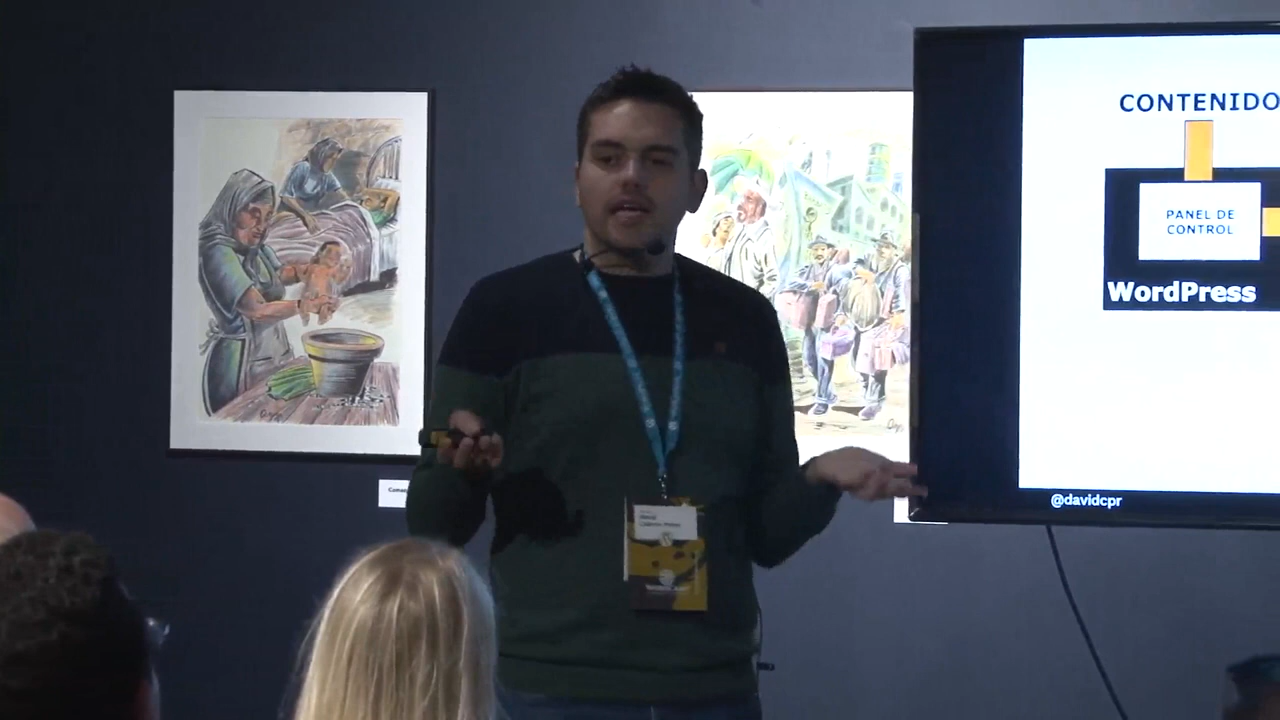 CONTENIDO
PANEL DE
CONTROL
WordPress
@davidcpr